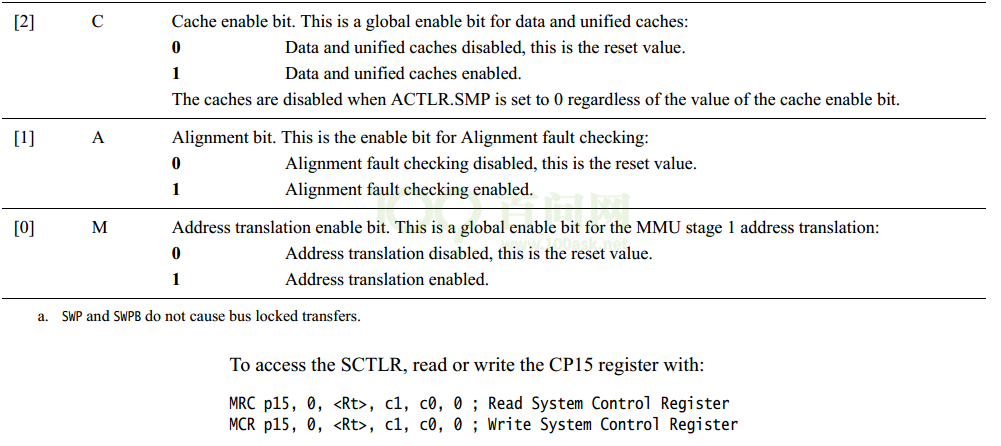 [2] C Cache enable bit. This is a global enable bit for data and unified caches:
0 Data and unified caches disabled, this is the reset value.
1 Data and unified caches enabled.
The caches are disabled when ACTLR.SMP is set to 0 regardless of the value of the cache enable bit.
[1] A Alignment bit. This is the enable bit for Alignment fault checking:
0 Alignment fault checking disabled, this is the reset value.
1 Alignment fault checking enabled.
百问网
[0] M Address translation enable bit. This is a global enable bit for the MMU stage 1 address translation:
www.100ask.net
0 Address translation disabled, this is the reset value.
1 Address translation enabled.
a. SWP and SWPB do not cause bus locked transfers.
To access the SCTLR, read or write the CP15 register with:
MRC p15, 0, <Rt>, c1, c0, 0 ; Read System Control Register
MCR p15, 0, <Rt>, c1, c0, 0 ; Write System Control Register